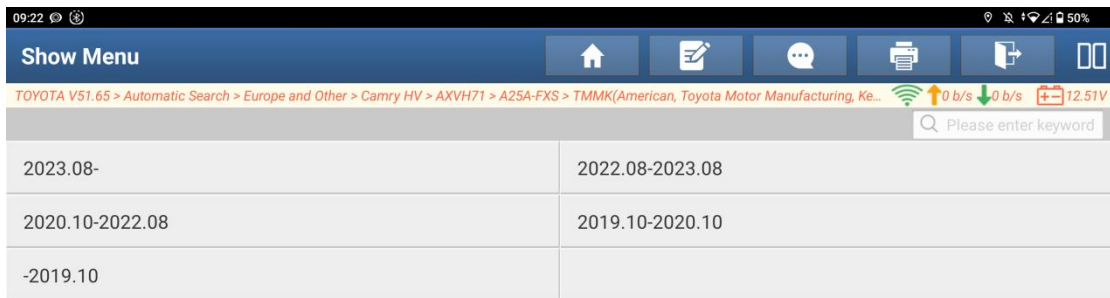 09:22 50%
Show Menu
TOYOTA V51.65 > Automatic Search > Europe and Other > Camry HV > AXVH71 > A25A-FXS > TMMK(American, Toyota Motor Manufacturing, Ke... 0 b/s 0 b/s 12.51V
Please enter keyword
2023.08- 2022.08-2023.08
2020.10-2022.08 2019.10-2020.10
-2019.10